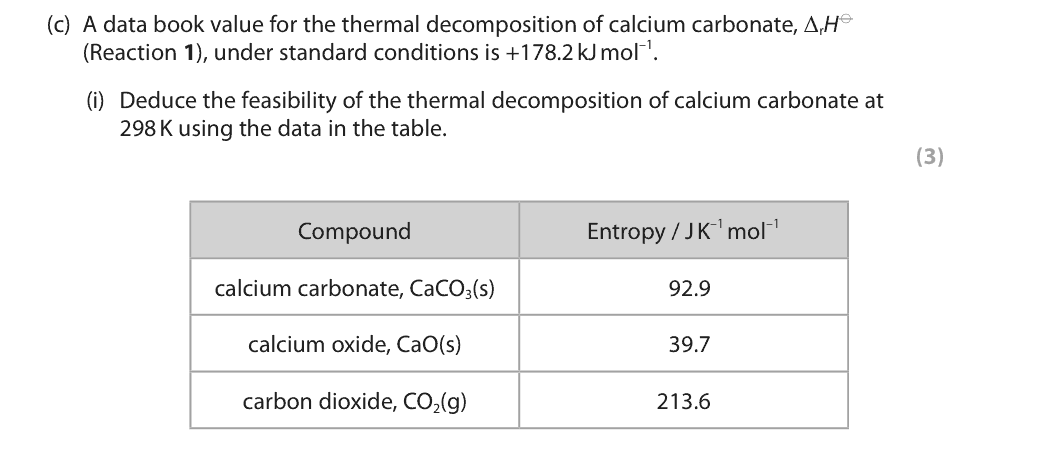 (c) A data book value for the thermal decomposition of calcium carbonate, ΔᵣH⦵
(Reaction 1), under standard conditions is +178.2 kJ mol⁻¹.
(i) Deduce the feasibility of the thermal decomposition of calcium carbonate at
298 K using the data in the table.
(3)
Compound Entropy / J K⁻¹ mol⁻¹
calcium carbonate, CaCO₃(s) 92.9
calcium oxide, CaO(s) 39.7
carbon dioxide, CO₂(g) 213.6